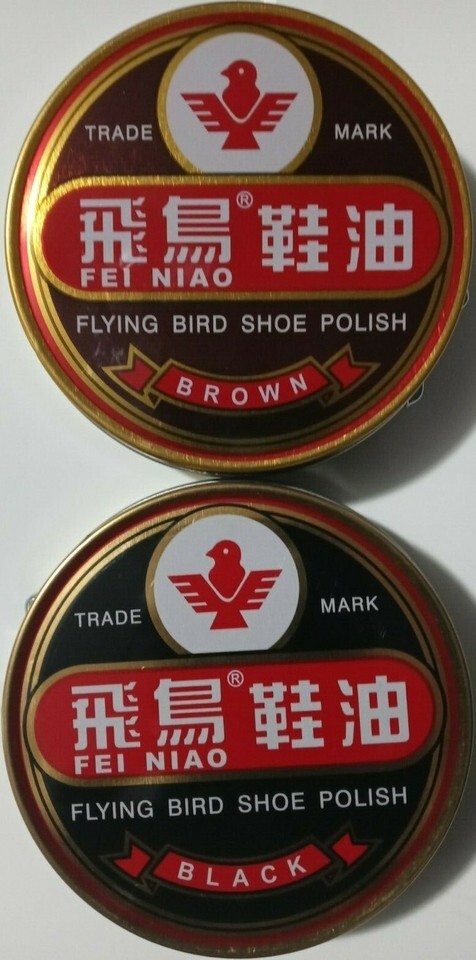 TRADE MARK
飛鳥® 鞋油
FEI NIAO
FLYING BIRD SHOE POLISH
BROWN
TRADE MARK
飛鳥® 鞋油
FEI NIAO
FLYING BIRD SHOE POLISH
BLACK